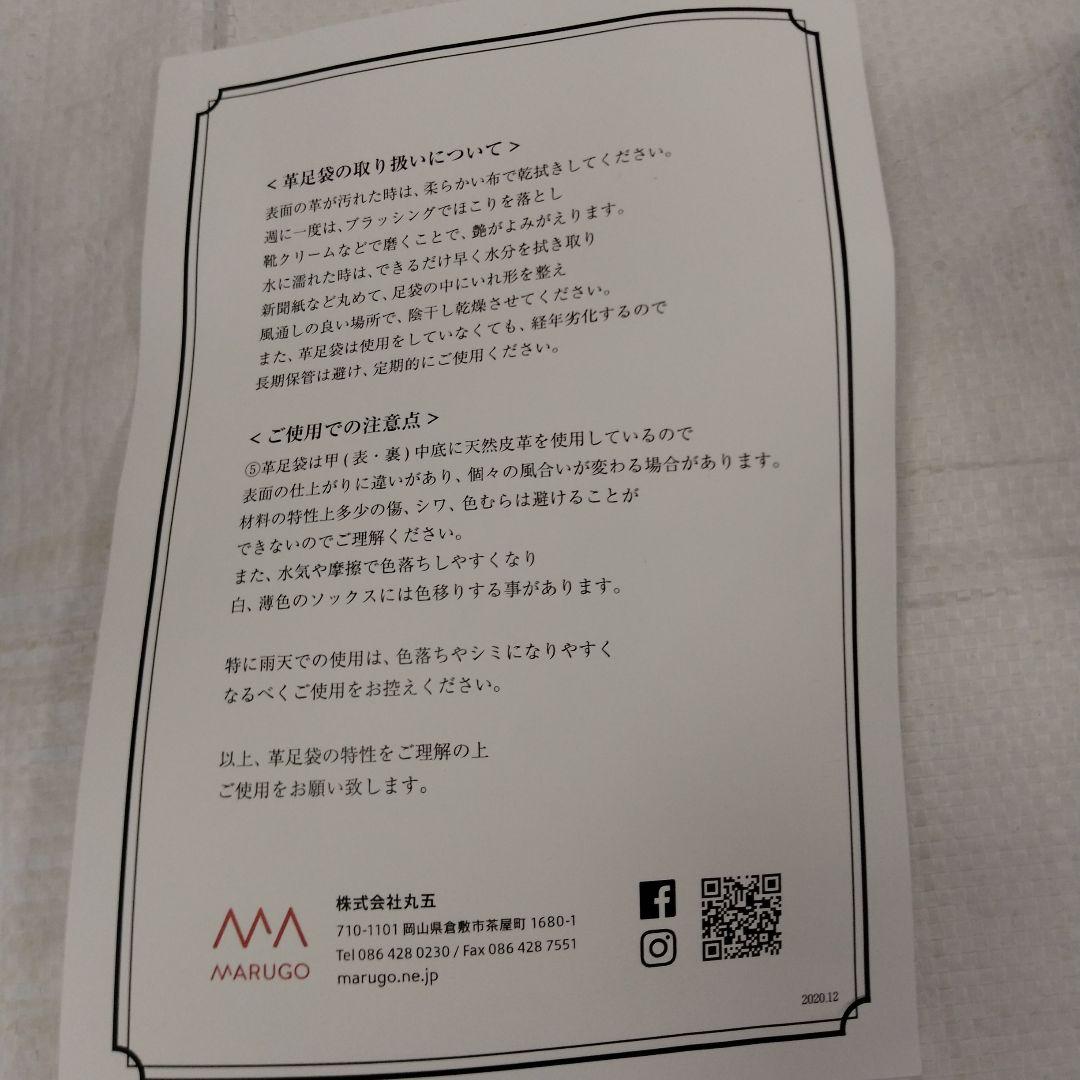 < 革足袋の取り扱いについて >
表面の革が汚れた時は、柔らかい布で乾拭きしてください。
週に一度は、ブラッシングでほこりを落とし
靴クリームなどで磨くことで、艶がよみがえります。
水に濡れた時は、できるだけ早く水分を拭き取り
新聞紙など丸めて、足袋の中にいれ形を整え
風通しの良い場所で、陰干し乾燥させてください。
また、革足袋は使用をしていなくても、経年劣化するので
長期保管は避け、定期的にご使用ください。
< ご使用での注意点 >
⑤革足袋は甲 ( 表・裏 ) 中底に天然皮革を使用しているので
表面の仕上がりに違いがあり、個々の風合いが変わる場合があります。
材料の特性上多少の傷、シワ、色むらは避けることが
できないのでご理解ください。
また、水気や摩擦で色落ちしやすくなり
白、薄色のソックスには色移りする事があります。
特に雨天での使用は、色落ちやシミになりやすく
なるべくご使用をお控えください。
以上、革足袋の特性をご理解の上
ご使用をお願い致します。
MARUGO
株式会社丸五
710-1101 岡山県倉敷市茶屋町 1680-1
Tel 086 428 0230 / Fax 086 428 7551
marugo.ne.jp
2020.12